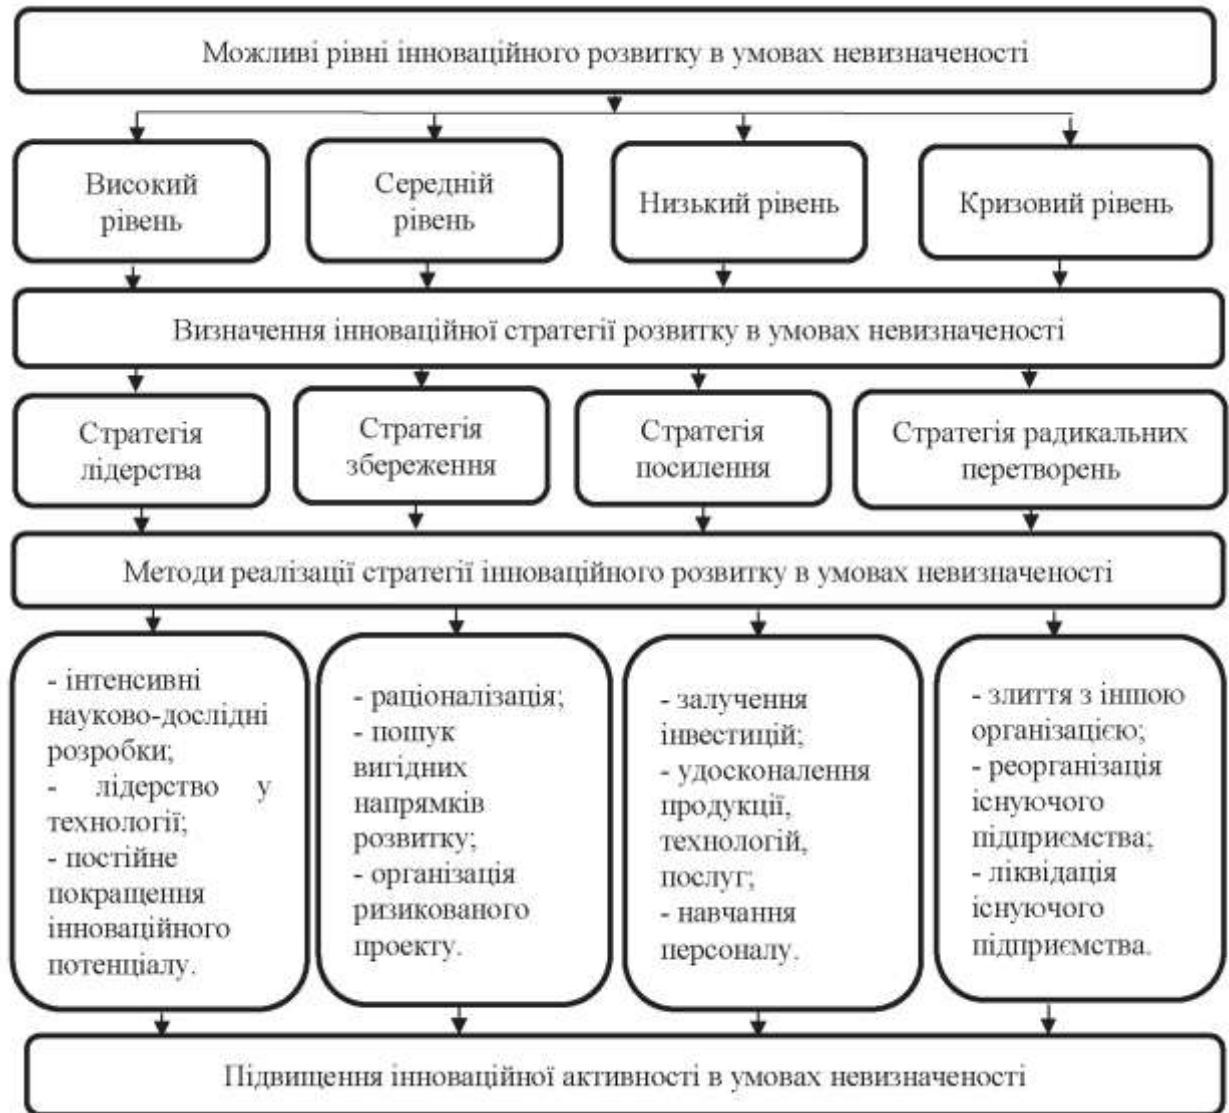 Можливі рівні інноваційного розвитку в умовах невизначеності
Високий
рівень
Середній
рівень
Низький рівень
Кризовий рівень
Визначення інноваційної стратегії розвитку в умовах невизначеності
Стратегія
лідерства
Стратегія
збереження
Стратегія
посилення
Стратегія радикальних
перетворень
Методи реалізації стратегії інноваційного розвитку в умовах невизначеності
- інтенсивні
науково-дослідні
розробки;
- лідерство у
технології;
- постійне
покращення
інноваційного
потенціалу.
- раціоналізація;
- пошук
вигідних
напрямків
розвитку;
- організація
ризикованого
проекту.
- залучення
інвестицій;
- удосконалення
продукції,
технологій,
послуг;
- навчання
персоналу.
- злиття з іншою
організацією;
- реорганізація
існуючого
підприємства;
- ліквідація
існуючого
підприємства.
Підвищення інноваційної активності в умовах невизначеності